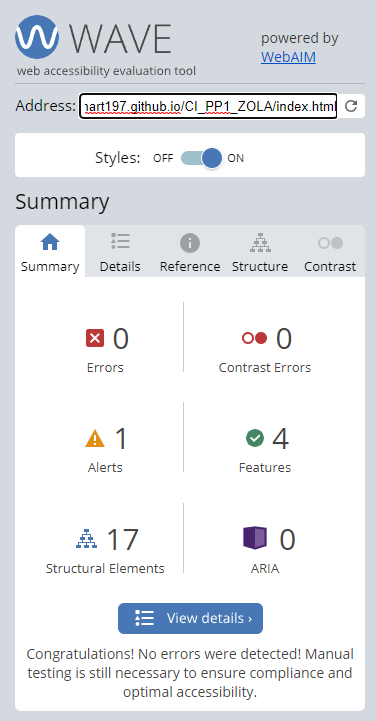 WAVE
powered by
WebAIM
web accessibility evaluation tool
Address: nart197.github.io/CI_PP1_ZOLA/index.html
Styles: OFF ON
Summary
Summary Details Reference Structure Contrast
0 0
Errors Contrast Errors
1 4
Alerts Features
17 0
Structural Elements ARIA
View details ›
Congratulations! No errors were detected! Manual
testing is still necessary to ensure compliance and
optimal accessibility.